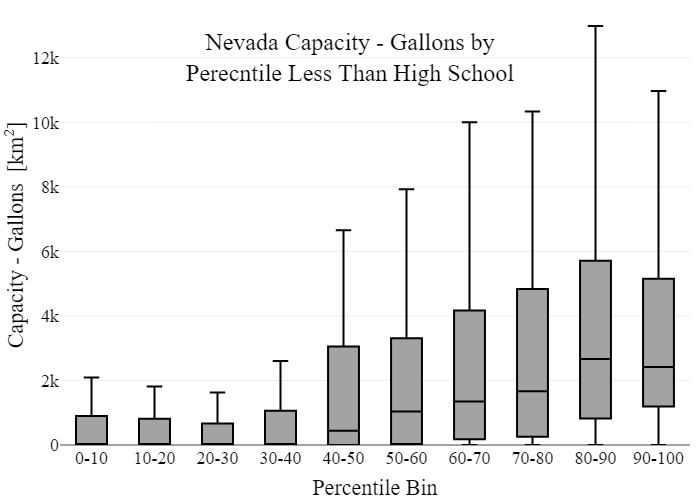 Nevada Capacity - Gallons by
Perecntile Less Than High School
Capacity - Gallons [km²]
12k
10k
8k
6k
4k
2k
0
0-10 10-20 20-30 30-40 40-50 50-60 60-70 70-80 80-90 90-100
Percentile Bin